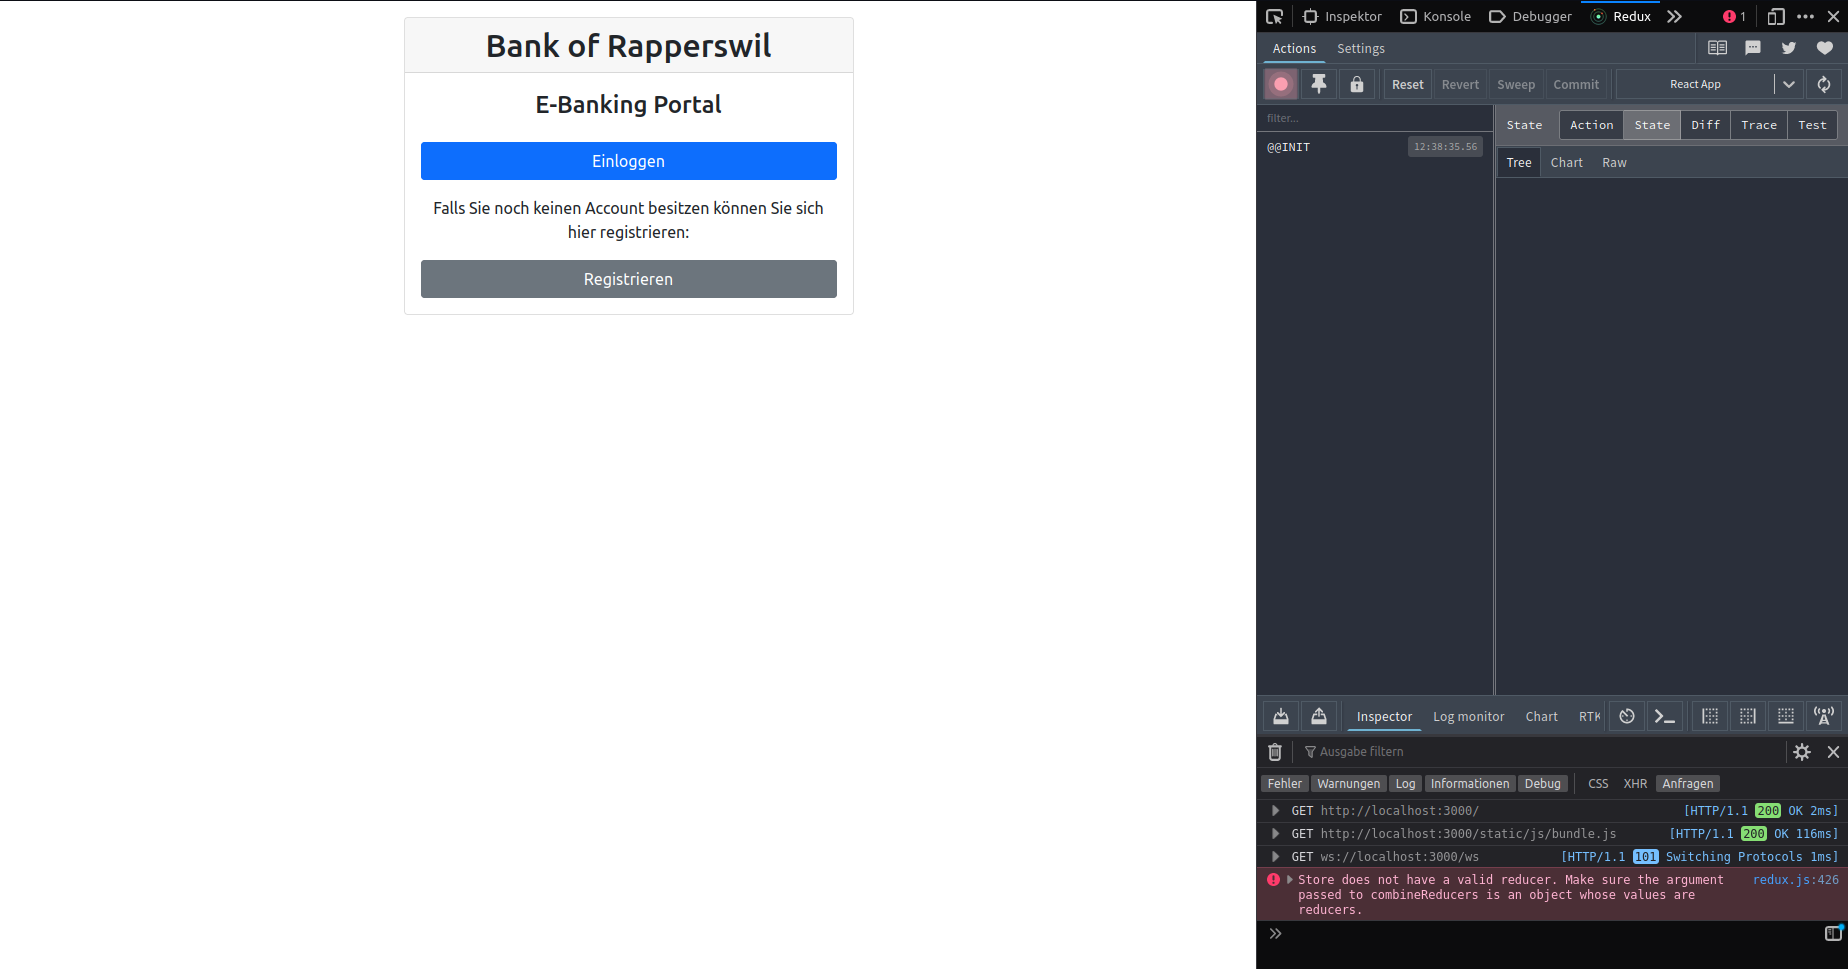 Bank of Rapperswil
E-Banking Portal
Einloggen
Falls Sie noch keinen Account besitzen können Sie sich
hier registrieren:
Registrieren
Inspektor Konsole Debugger Redux 1
Actions Settings
Reset Revert Sweep Commit React App
filter...
@@INIT 12:38:35.56
State Action State Diff Trace Test
Tree Chart Raw
Inspector Log monitor Chart RTK
Ausgabe filtern
Fehler Warnungen Log Informationen Debug CSS XHR Anfragen
GET http://localhost:3000/ [HTTP/1.1 200 OK 2ms]
GET http://localhost:3000/static/js/bundle.js [HTTP/1.1 200 OK 116ms]
GET ws://localhost:3000/ws [HTTP/1.1 101 Switching Protocols 1ms]
Store does not have a valid reducer. Make sure the argument redux.js:426
passed to combineReducers is an object whose values are
reducers.